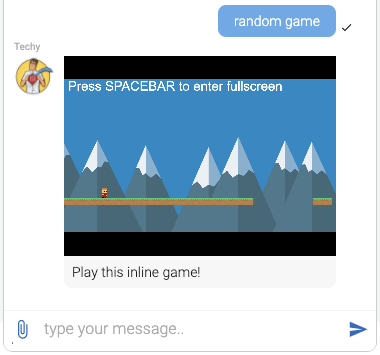 random game
Techy
Press SPACEBAR to enter fullscreen
Play this inline game!
type your message..